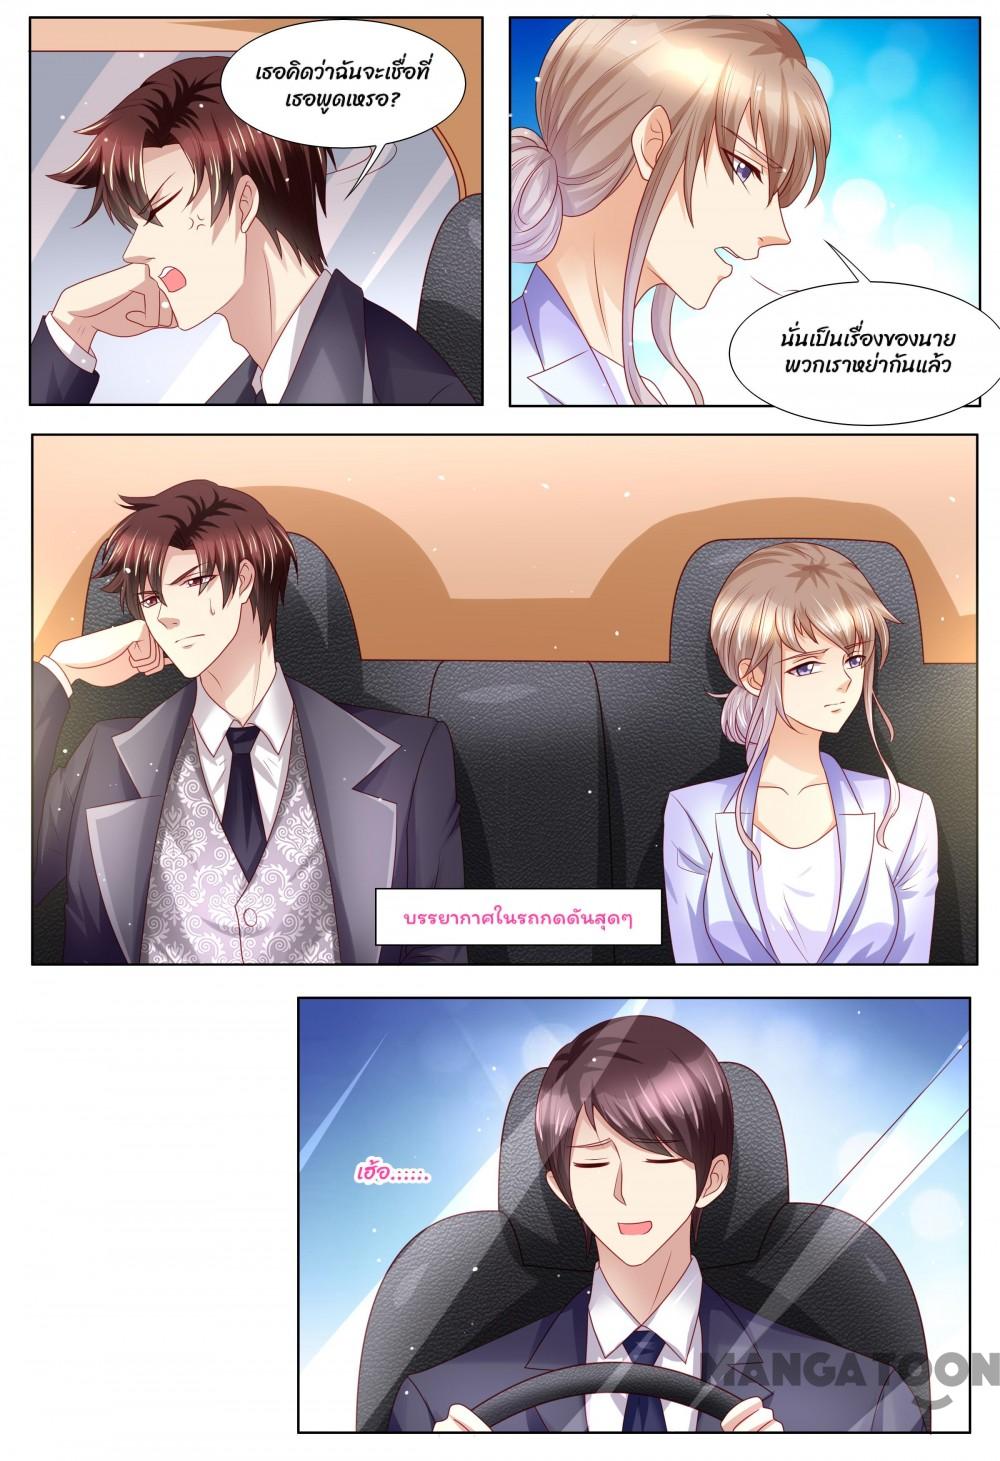 เธอคิดว่าฉันจะเชื่อที่
เธอพูดเหรอ?
นั่นเป็นเรื่องของนาย
พวกเราหย่ากันแล้ว
บรรยากาศในรถกดดันสุดๆ
เฮ้อ.::::.
MANGATOON